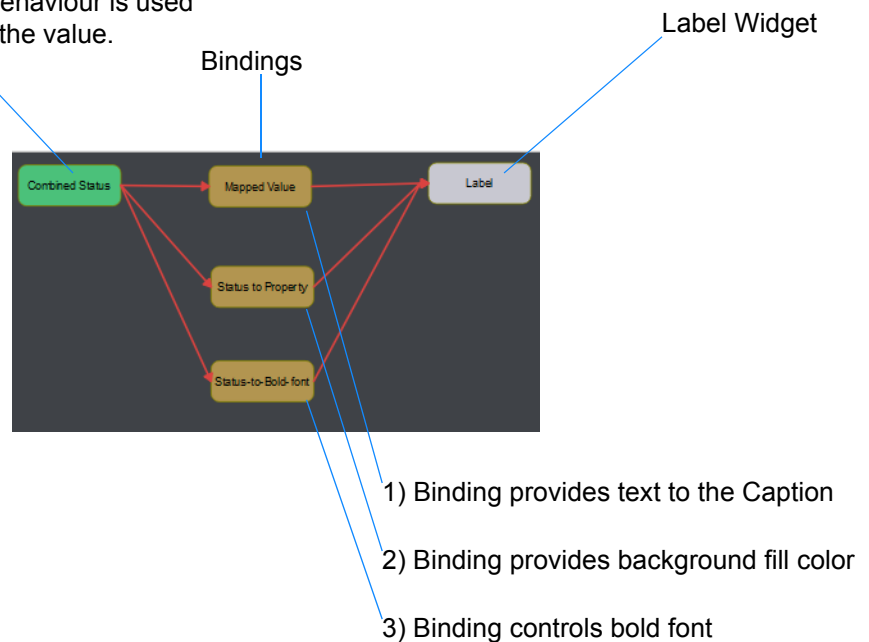 ehaviour is used
the value.
Label Widget
Bindings
Combined Status
Mapped Value
Label
Status to Property
Status-to-Bold-font
1) Binding provides text to the Caption
2) Binding provides background fill color
3) Binding controls bold font